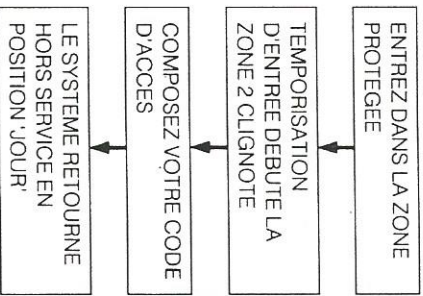 ENTREZ DANS LA ZONE
PROTEGEE
TEMPORISATION
D'ENTREE DEBUTE LA
ZONE 2 CLIGNOTE
COMPOSEZ VOTRE CODE
D'ACCES
LE SYSTEME RETOURNE
HORS SERVICE EN
POSITION 'JOUR'